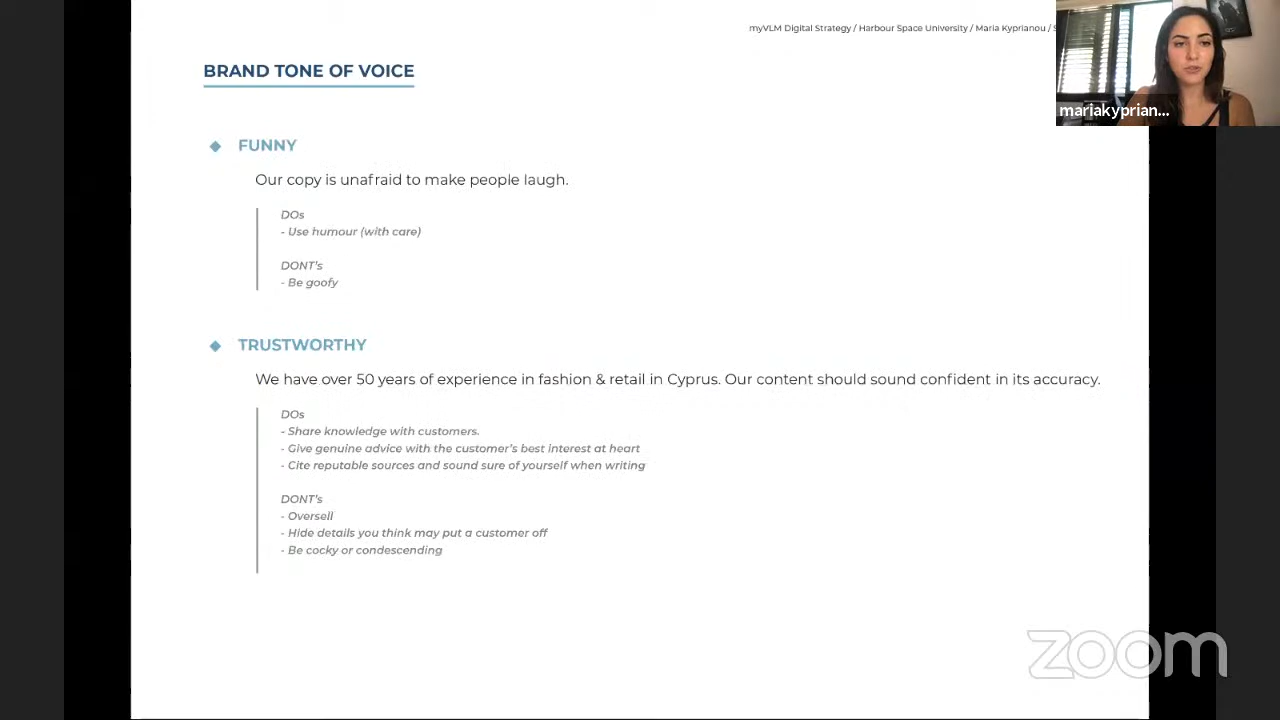 myVLM Digital Strategy / Harbour Space University / Maria Kyprianou /
mariakyprian...
BRAND TONE OF VOICE
FUNNY
Our copy is unafraid to make people laugh.
DOs
- Use humour (with care)
DONT's
- Be goofy
TRUSTWORTHY
We have over 50 years of experience in fashion & retail in Cyprus. Our content should sound confident in its accuracy.
DOs
- Share knowledge with customers.
- Give genuine advice with the customer's best interest at heart
- Cite reputable sources and sound sure of yourself when writing
DONT's
- Oversell
- Hide details you think may put a customer off
- Be cocky or condescending
zoom